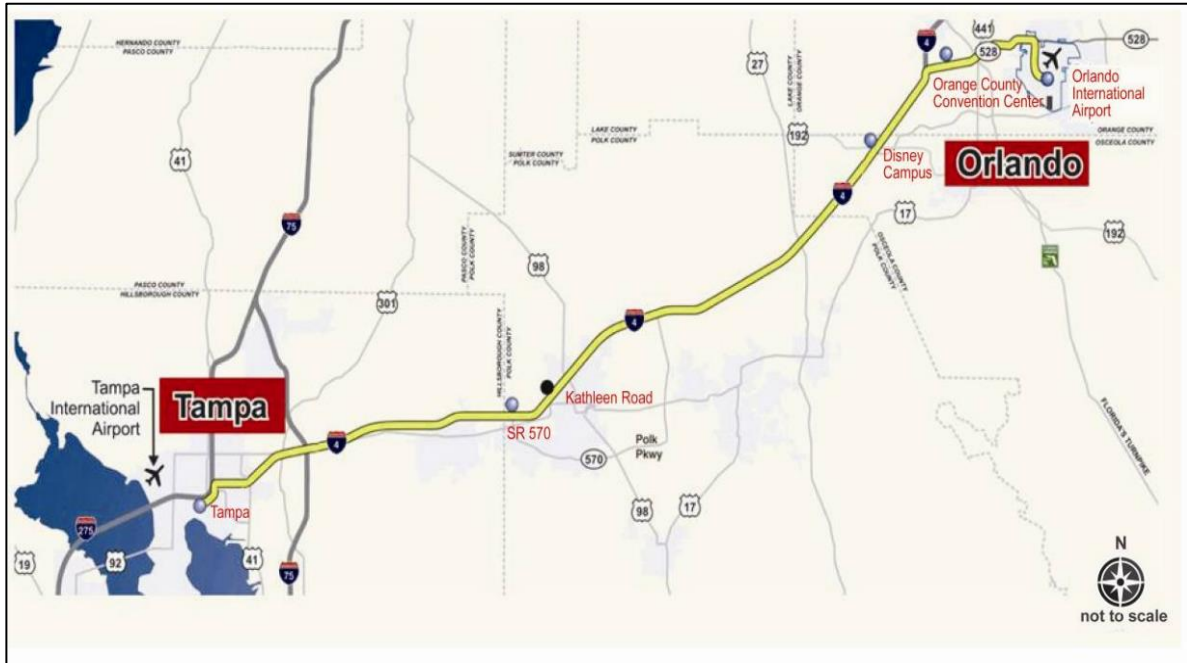 HERNANDO COUNTY
PASCO COUNTY
41
75
27
LAKE COUNTY
ORANGE COUNTY
4
441
528
528
Orange County
Convention Center
Orlando
International
Airport
LAKE COUNTY
POLK COUNTY
192
ORANGE COUNTY
OSCEOLA COUNTY
SUMTER COUNTY
POLK COUNTY
Disney
Campus
Orlando
4
17
192
75
PASCO COUNTY
POLK COUNTY
98
OSCEOLA COUNTY
POLK COUNTY
PASCO COUNTY
HILLSBOROUGH COUNTY
301
4
HILLSBOROUGH COUNTY
POLK COUNTY
Tampa
International
Airport
Tampa
Kathleen Road
SR 570
4
570
Polk
Pkwy
FLORIDA'S TURNPIKE
Tampa
98
17
275
19
92
41
75
N
not to scale